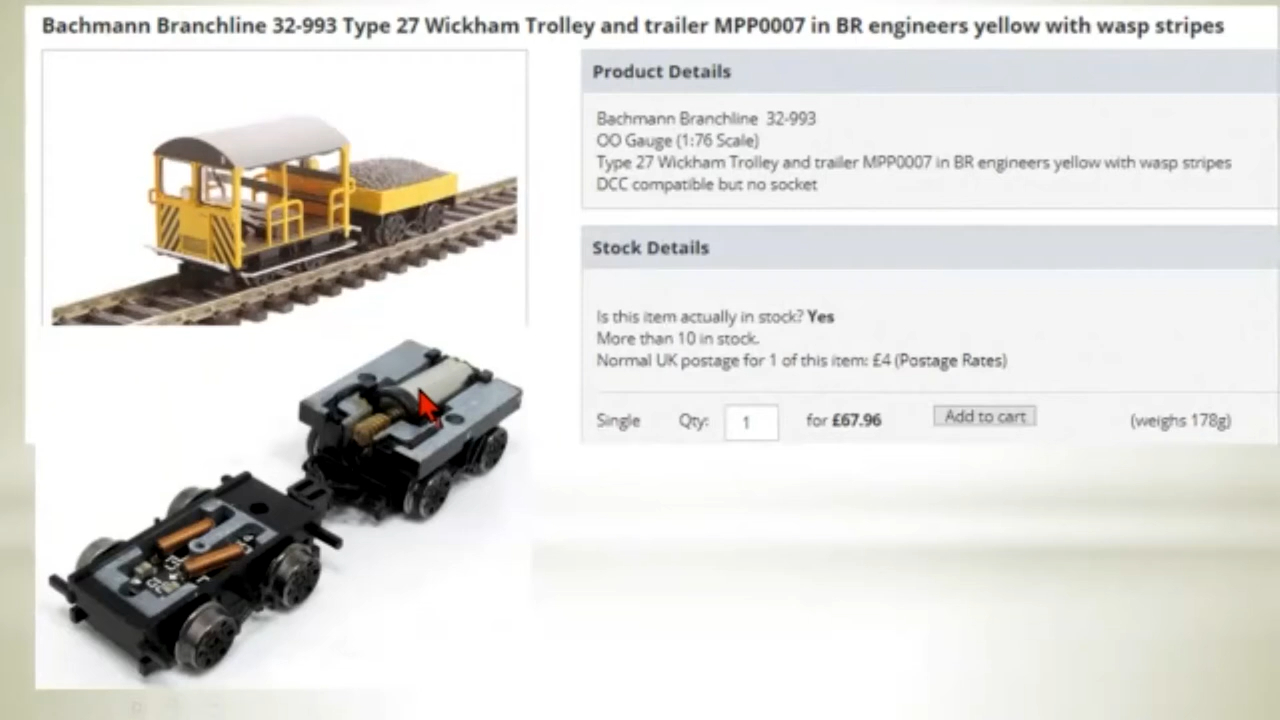 Bachmann Branchline 32-993 Type 27 Wickham Trolley and trailer MPP0007 in BR engineers yellow with wasp stripes
Product Details
Bachmann Branchline 32-993
OO Gauge (1:76 Scale)
Type 27 Wickham Trolley and trailer MPP0007 in BR engineers yellow with wasp stripes
DCC compatible but no socket
Stock Details
Is this item actually in stock? Yes
More than 10 in stock.
Normal UK postage for 1 of this item: £4 (Postage Rates)
Single Qty: 1 for £67.96 Add to cart (weighs 178g)